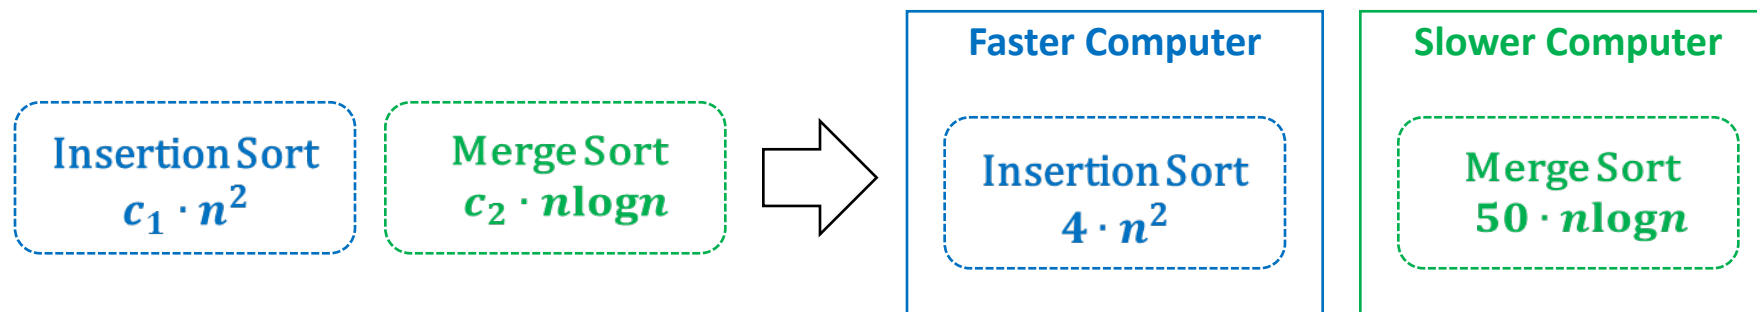 Insertion Sort
c₁ · n²
Merge Sort
c₂ · nlogn
Faster Computer
Insertion Sort
4 · n²
Slower Computer
Merge Sort
50 · nlogn